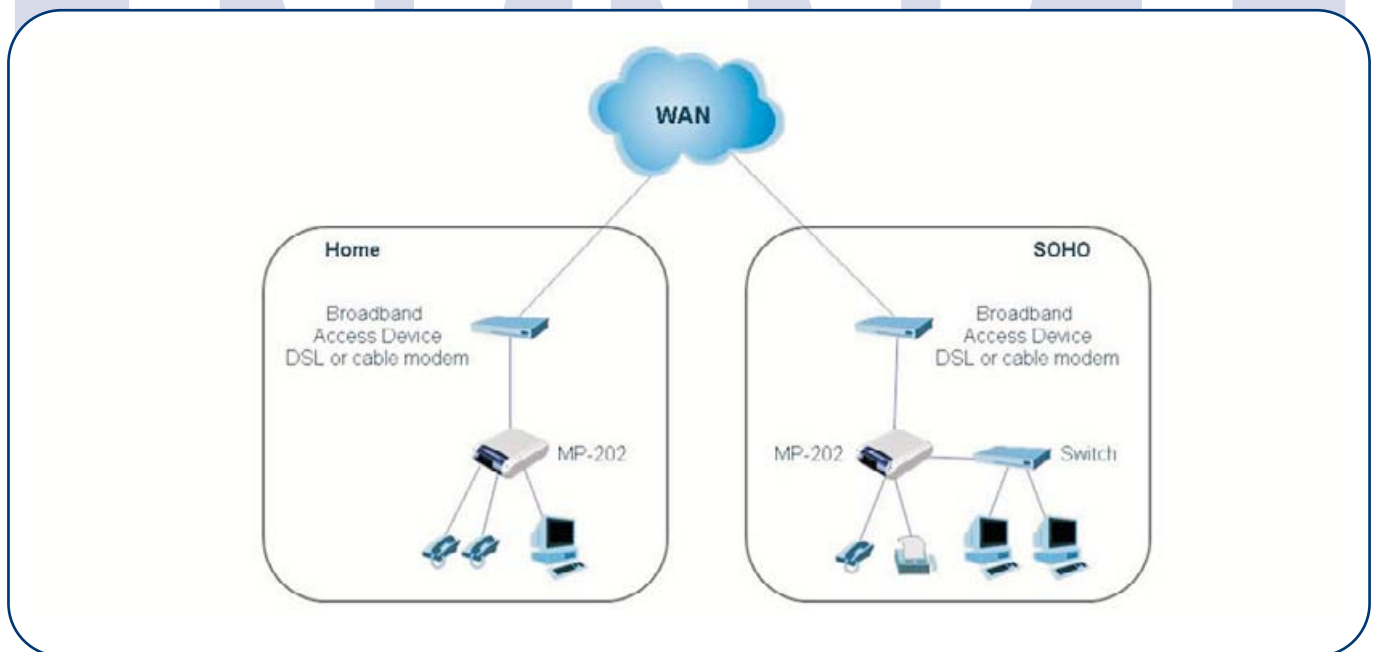 WAN
Home
Broadband
Access Device
DSL or cable modem
MP-202
SOHO
Broadband
Access Device
DSL or cable modem
MP-202
Switch